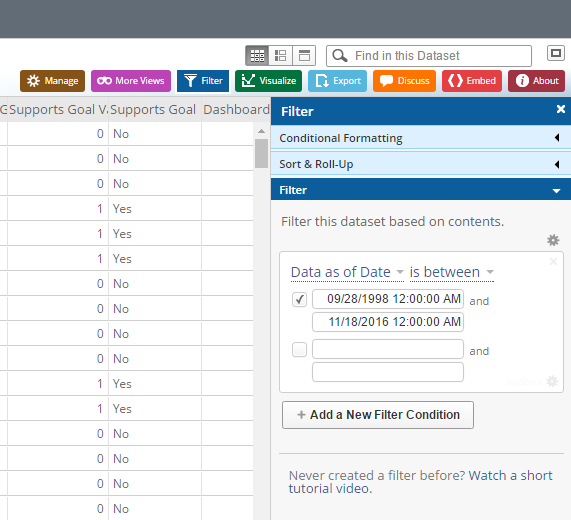 Find in this Dataset
Manage
More Views
Filter
Visualize
Export
Discuss
Embed
About
G Supports Goal V. Supports Goal Dashboard
0 No
0 No
0 No
1 Yes
1 Yes
1 Yes
0 No
0 No
0 No
0 No
1 Yes
1 Yes
0 No
0 No
0 No
0 No
Filter
Conditional Formatting
Sort & Roll-Up
Filter
Filter this dataset based on contents.
Data as of Date is between
09/28/1998 12:00:00 AM and
11/18/2016 12:00:00 AM
and
+ Add a New Filter Condition
Never created a filter before? Watch a short
tutorial video.